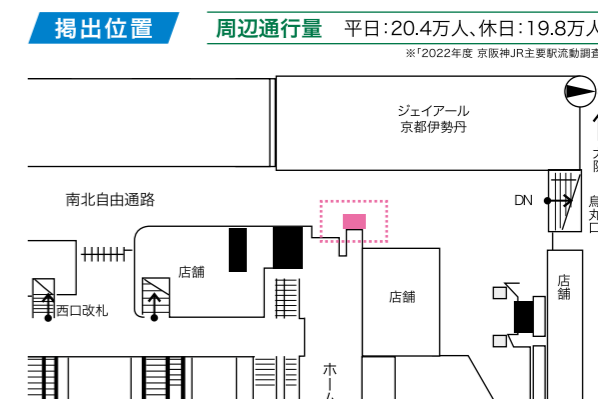 掲出位置
周辺通行量 平日：20.4万人、休日：19.8万人
※「2022年度 京阪神JR主要駅流動調査
ジェイアール
京都伊勢丹
南北自由通路
DN
烏丸口
店舗
店舗
店舗
西口改札
ホーム